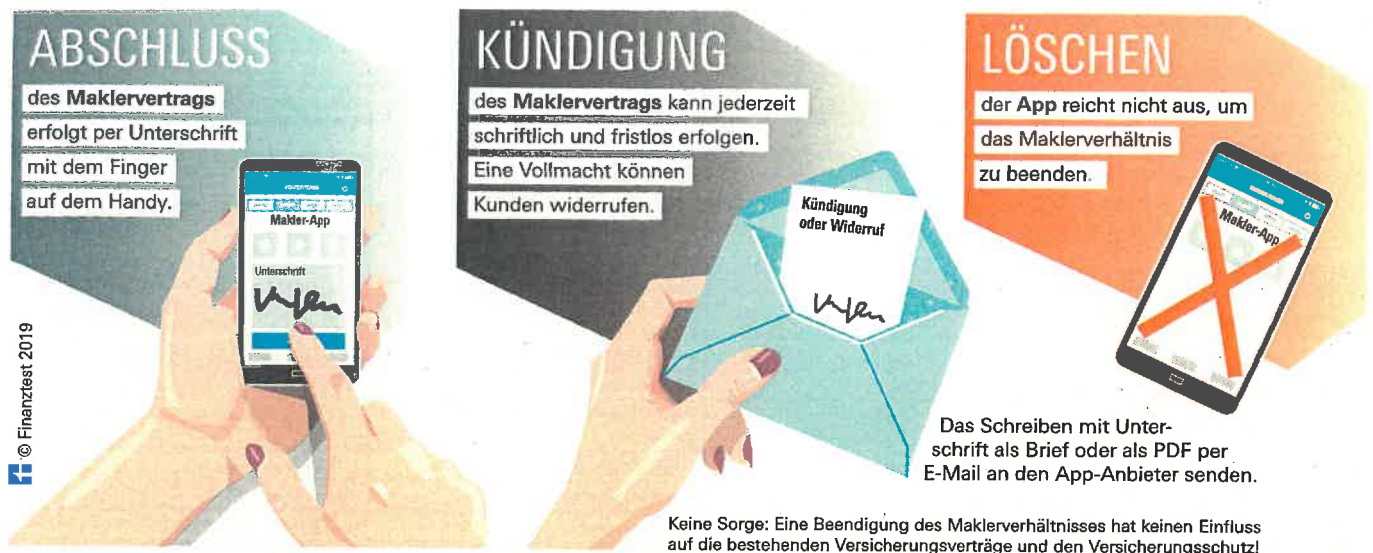 ABSCHLUSS
des Maklervertrags
erfolgt per Unterschrift
mit dem Finger
auf dem Handy.
Makler-App
Unterschrift
© Finanztest 2019
KÜNDIGUNG
des Maklervertrags kann jederzeit
schriftlich und fristlos erfolgen.
Eine Vollmacht können
Kunden widerrufen.
Kündigung
oder Widerruf
LÖSCHEN
der App reicht nicht aus, um
das Maklerverhältnis
zu beenden.
Makler-App
Das Schreiben mit Unter-
schrift als Brief oder als PDF per
E-Mail an den App-Anbieter senden.
Keine Sorge: Eine Beendigung des Maklerverhältnisses hat keinen Einfluss
auf die bestehenden Versicherungsverträge und den Versicherungsschutz!